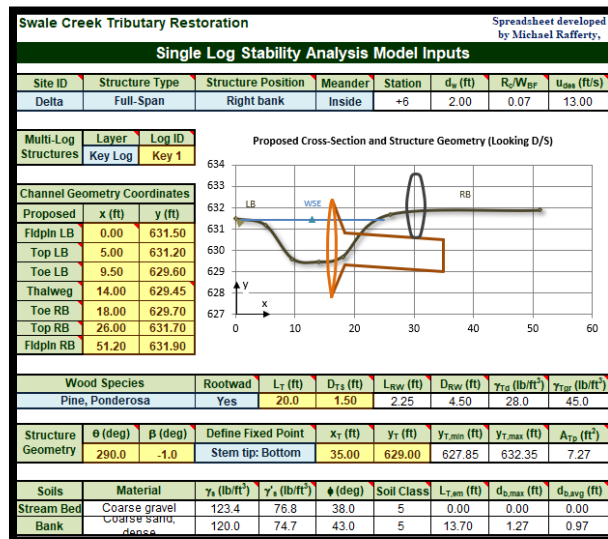 Swale Creek Tributary Restoration
Spreadsheet developed
by Michael Rafferty,
Single Log Stability Analysis Model Inputs
Site ID Structure Type Structure Position Meander Station dw (ft) Rc/WBF udes (ft/s)
Delta Full-Span Right bank Inside +6 2.00 0.07 13.00
Multi-Log Structures Layer Log ID
Key Log Key 1
Proposed Cross-Section and Structure Geometry (Looking D/S)
634
633
632
631
630
629
628
627
LB
WSE
RB
y
x
0 10 20 30 40 50 60
Channel Geometry Coordinates
Proposed x (ft) y (ft)
Fldpln LB 0.00 631.50
Top LB 5.00 631.20
Toe LB 9.50 629.60
Thalweg 14.00 629.45
Toe RB 18.00 629.70
Top RB 26.00 631.70
Fldpln RB 51.20 631.90
Wood Species Rootwad LT (ft) DTS (ft) LRW (ft) DRW (ft) γTd (lb/ft³) γTgr (lb/ft³)
Pine, Ponderosa Yes 20.0 1.50 2.25 4.50 28.0 45.0
Structure Geometry θ (deg) β (deg) Define Fixed Point xT (ft) yT (ft) yT,min (ft) yT,max (ft) ATp (ft²)
290.0 -1.0 Stem tip: Bottom 35.00 629.00 627.85 632.35 7.27
Soils Material γs (lb/ft³) γ's (lb/ft³) ϕ (deg) Soil Class LT,em (ft) db,max (ft) db,avg (ft)
Stream Bed Coarse gravel 123.4 76.8 38.0 5 0.00 0.00 0.00
Bank Coarse sand, dense 120.0 74.7 43.0 5 13.70 1.27 0.97